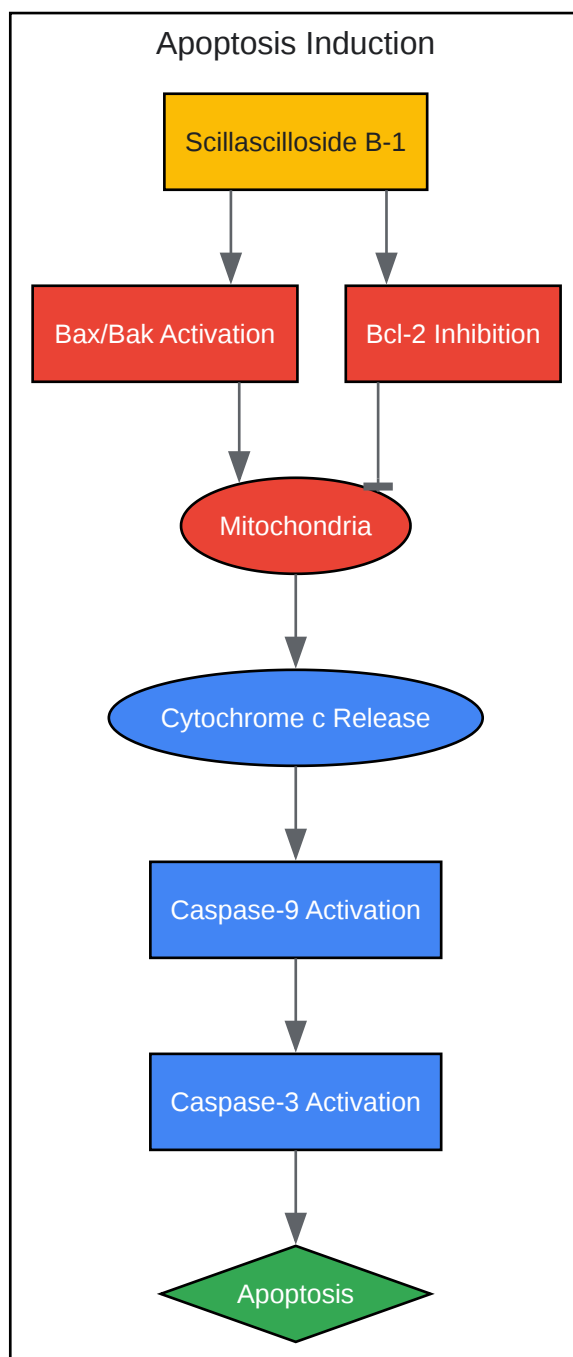 Apoptosis Induction
Scillascilloside B-1
Bax/Bak Activation
Bcl-2 Inhibition
Mitochondria
Cytochrome c Release
Caspase-9 Activation
Caspase-3 Activation
Apoptosis